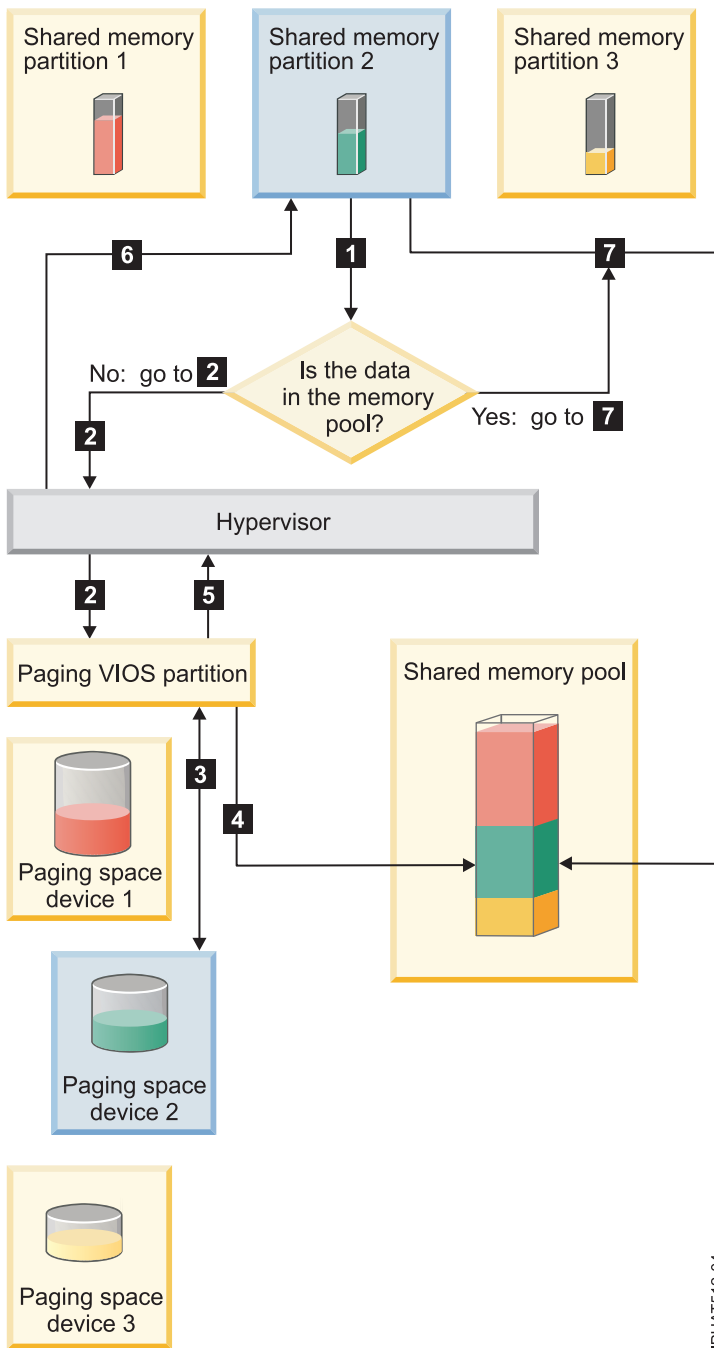 Shared memory
partition 1
Shared memory
partition 2
Shared memory
partition 3
6
1
7
No: go to 2
Is the data
in the memory
pool?
Yes: go to 7
2
Hypervisor
2
5
Paging VIOS partition
Shared memory pool
3
4
Paging space
device 1
Paging space
device 2
Paging space
device 3